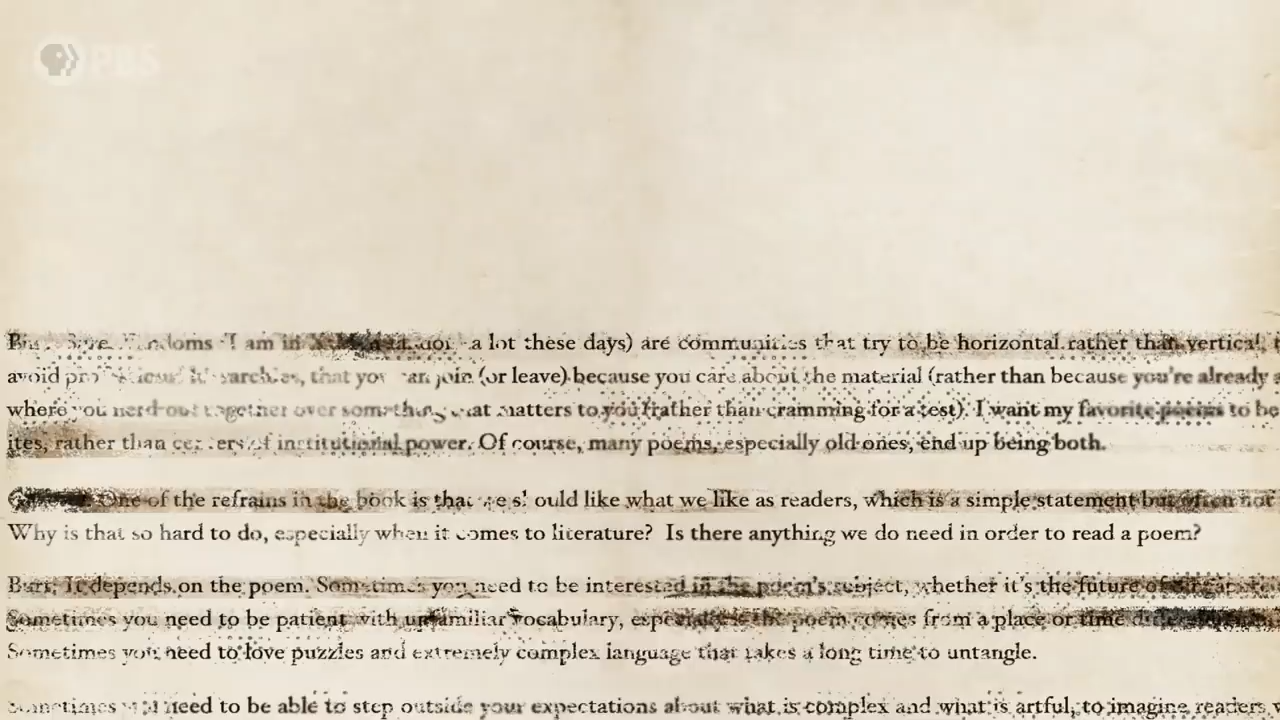 PBS
a lot these days) are communities that try to be horizontal rather than vertical,
avoid that you can join (or leave) because you care about the material (rather than because you're already
where you nerd out together over something that matters to you (rather than cramming for a test). I want my favorite poems to be
ites, rather than centers of institutional power. Of course, many poems, especially old ones, end up being both.
One of the refrains in the book is that we should like what we like as readers, which is a simple statement but often not
Why is that so hard to do, especially when it comes to literature? Is there anything we do need in order to read a poem?
Burt: It depends on the poem. Sometimes you need to be interested in the poem's subject, whether it's the future of
Sometimes you need to be patient with unfamiliar vocabulary, especially if the poem comes from a place or time
Sometimes you need to love puzzles and extremely complex language that takes a long time to untangle.
Sometimes you need to be able to step outside your expectations about what is complex and what is artful, to imagine readers